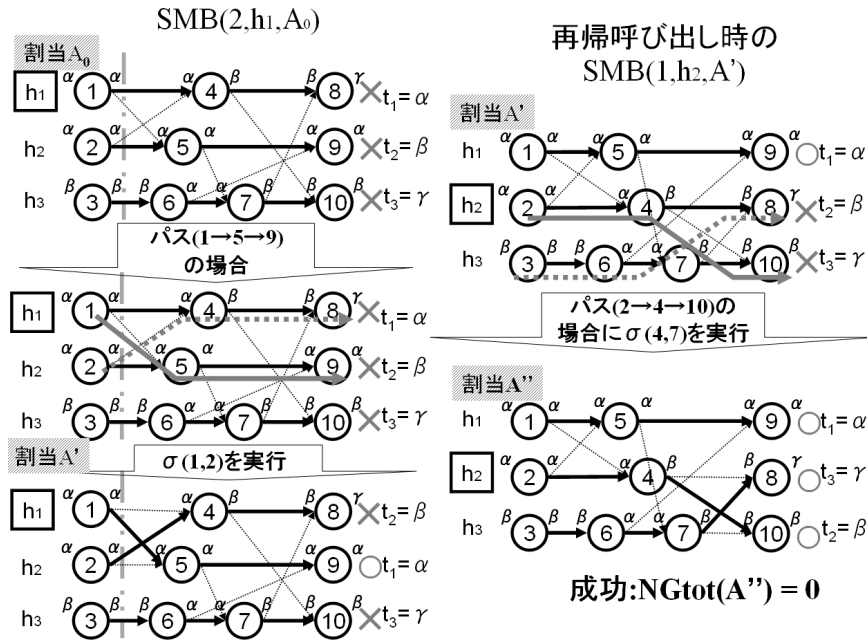 SMB(2,h₁,A₀)
割当A₀
h₁ α 1 α α 4 β β 8 γ t₁= α
h₂ α 2 α α 5 α α 9 α t₂= β
h₃ β 3 β β 6 α α 7 β β 10 β t₃= γ
パス(1→5→9)
の場合
h₁ α 1 α α 4 β β 8 γ t₁= α
h₂ α 2 α α 5 α α 9 α t₂= β
h₃ β 3 β β 6 α α 7 β β 10 β t₃= γ
割当A’
σ(1,2)を実行
h₁ α 1 α α 4 β β 8 γ t₂= β
α 2 α α 5 α α 9 α t₁= α
h₃ β 3 β β 6 α α 7 β β 10 β t₃= γ
再帰呼び出し時の
SMB(1,h₂,A’)
割当A’
h₁ α 1 α α 5 α α 9 α t₁= α
h₂ α 2 α α 4 β β 8 γ t₂= β
h₃ β 3 β β 6 α α 7 β β 10 β t₃= γ
パス(2→4→10)の
場合にσ(4,7)を実行
割当A’’
h₁ α 1 α α 5 α α 9 α t₁= α
h₂ α 2 α α 4 β β 8 γ t₃= γ
h₃ β 3 β β 6 α α 7 β β 10 β t₂= β
成功:NGtot(A’’) = 0